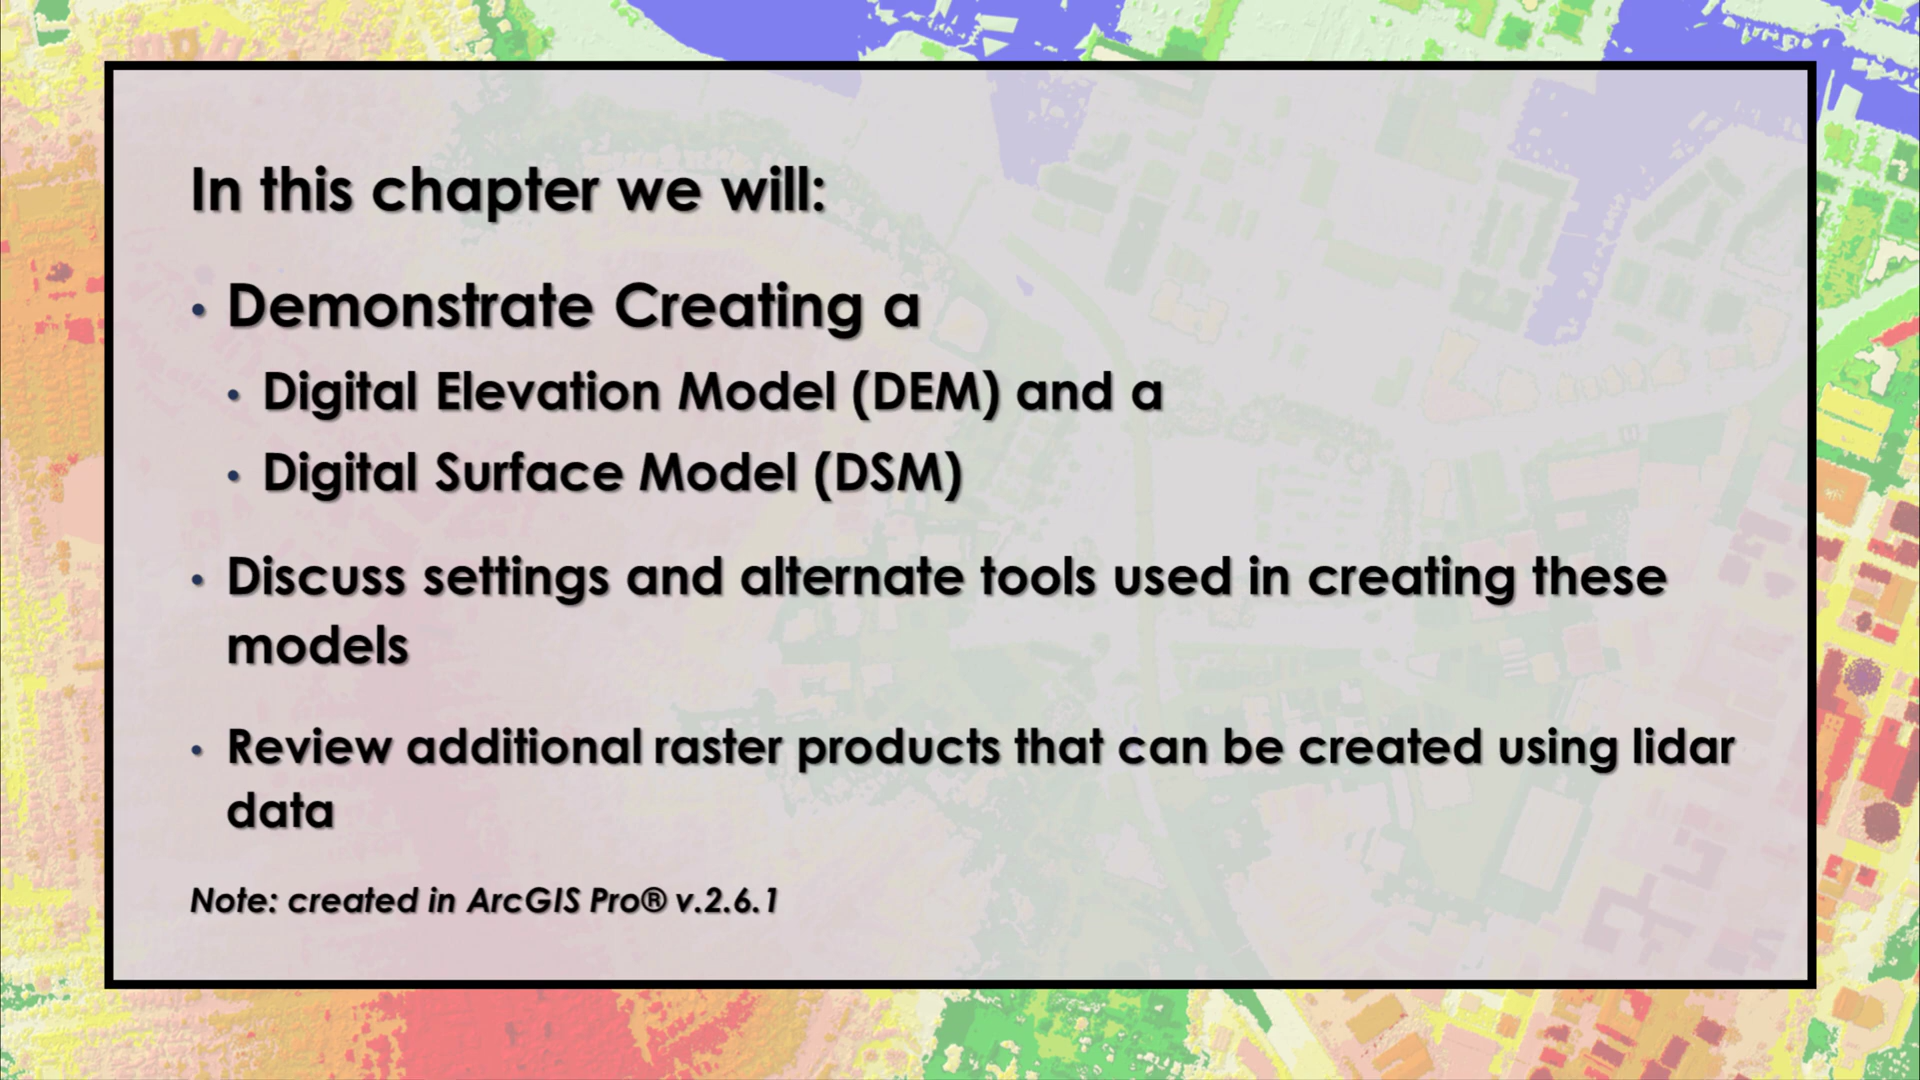 In this chapter we will:
• Demonstrate Creating a
• Digital Elevation Model (DEM) and a
• Digital Surface Model (DSM)
• Discuss settings and alternate tools used in creating these
models
• Review additional raster products that can be created using lidar
data
Note: created in ArcGIS Pro® v.2.6.1